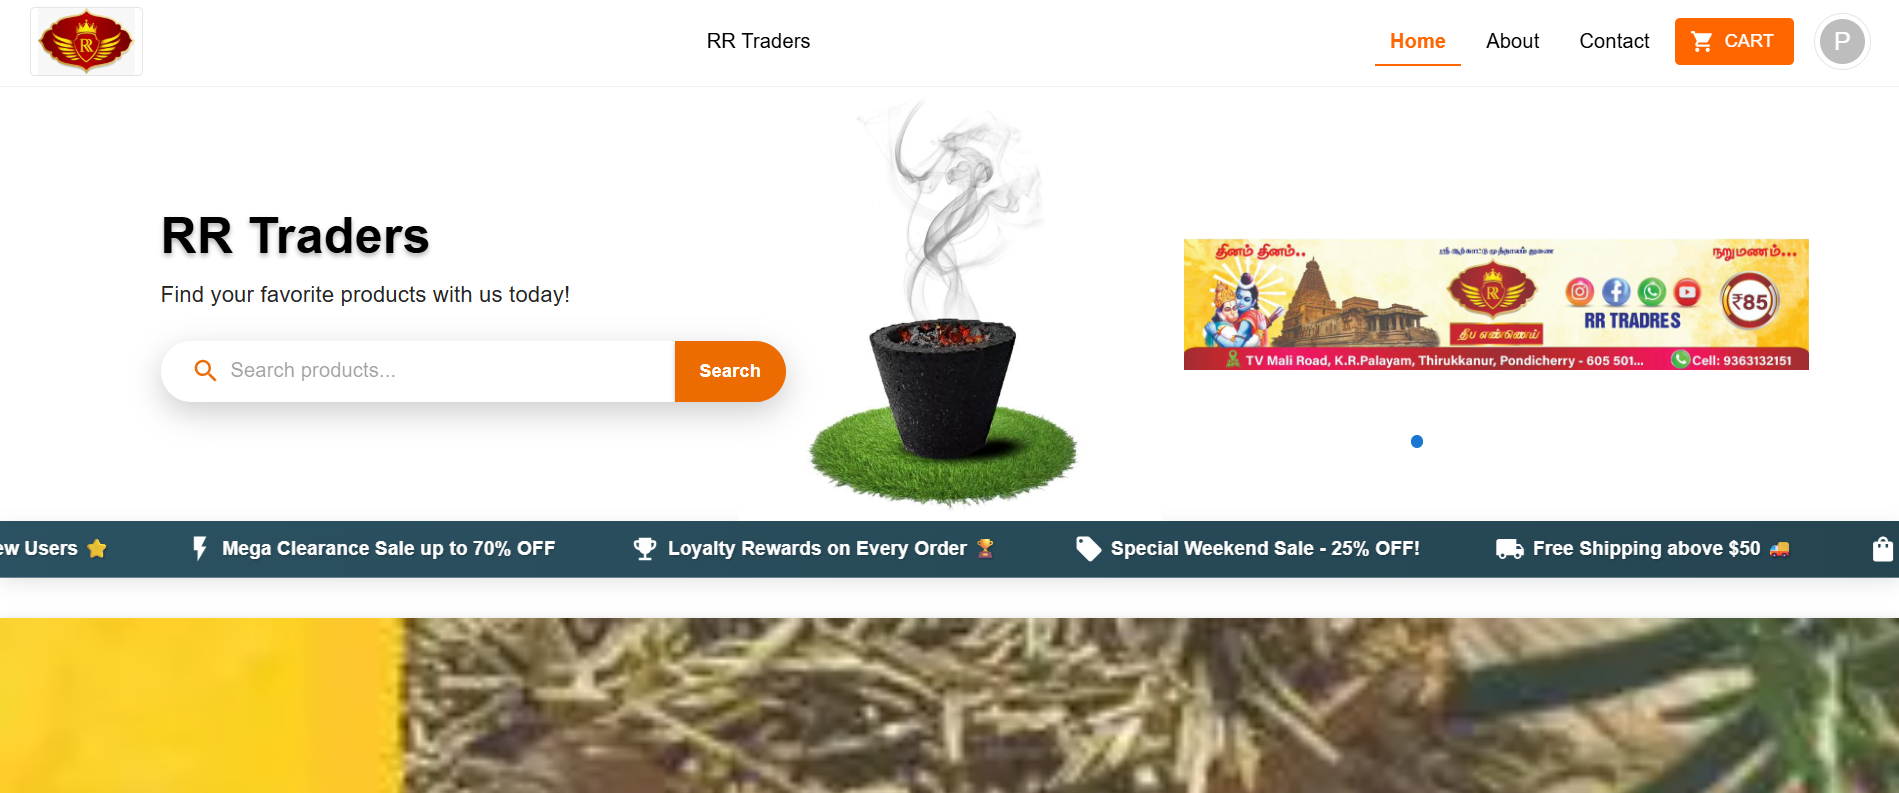 RR
RR Traders
Home
About
Contact
CART
P
RR Traders
Find your favorite products with us today!
Search products...
Search
தினம் தினம்..
நறுமணம்...
RR
தீப எண்ணெய்
RR TRADRES
₹85
TV Mali Road, K.R.Palayam, Thirukkanur, Pondicherry - 605 501...
Cell: 9363132151
ew Users ⭐
Mega Clearance Sale up to 70% OFF
Loyalty Rewards on Every Order 🏆
Special Weekend Sale - 25% OFF!
Free Shipping above $50 🚚